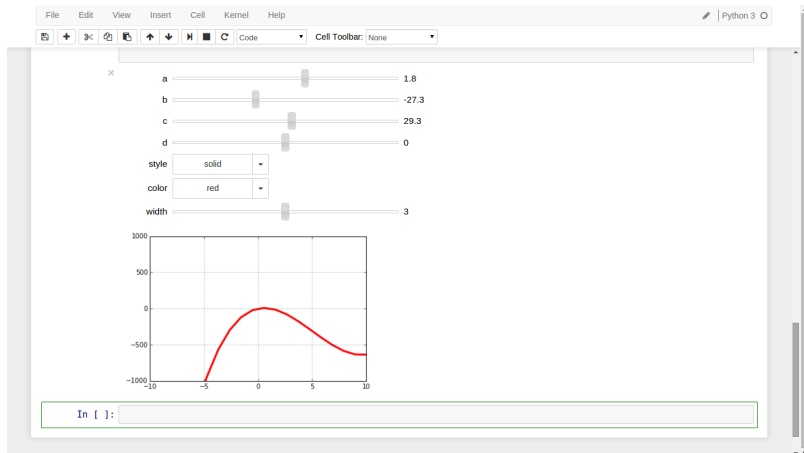 File Edit View Insert Cell Kernel Help Python 3
Code Cell Toolbar: None
a 1.8
b -27.3
c 29.3
d 0
style solid
color red
width 3
1000
500
0
−500
−1000
−10 −5 0 5 10
In [ ]: